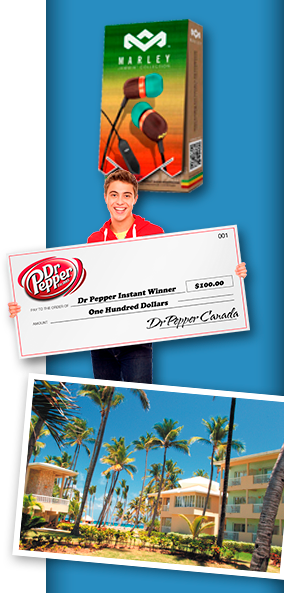 MARLEY
001
Dr Pepper
PAY TO THE ORDER OF
Dr Pepper Instant Winner
$100.00
One Hundred Dollars
AMOUNT
Dr Pepper Canada